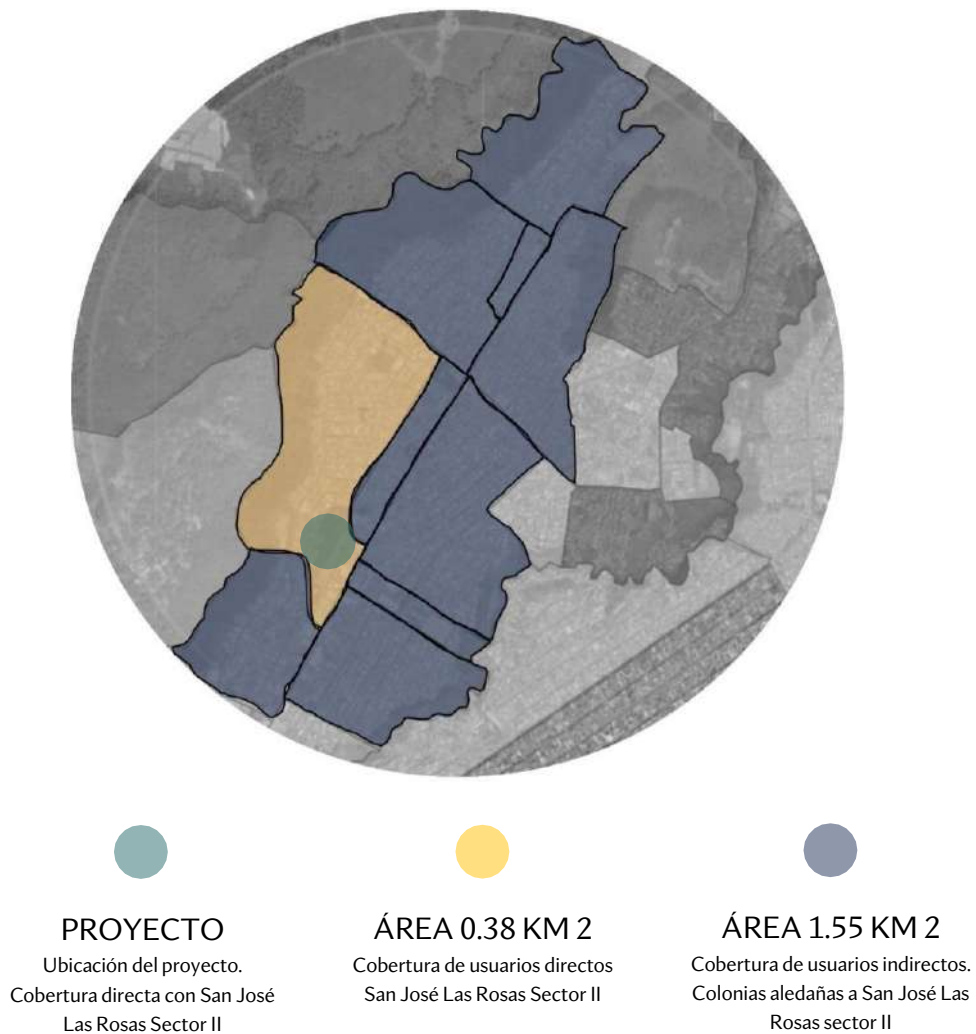 PROYECTO
Ubicación del proyecto.
Cobertura directa con San José
Las Rosas Sector II
ÁREA 0.38 KM 2
Cobertura de usuarios directos
San José Las Rosas Sector II
ÁREA 1.55 KM 2
Cobertura de usuarios indirectos.
Colonias aledañas a San José Las
Rosas sector II